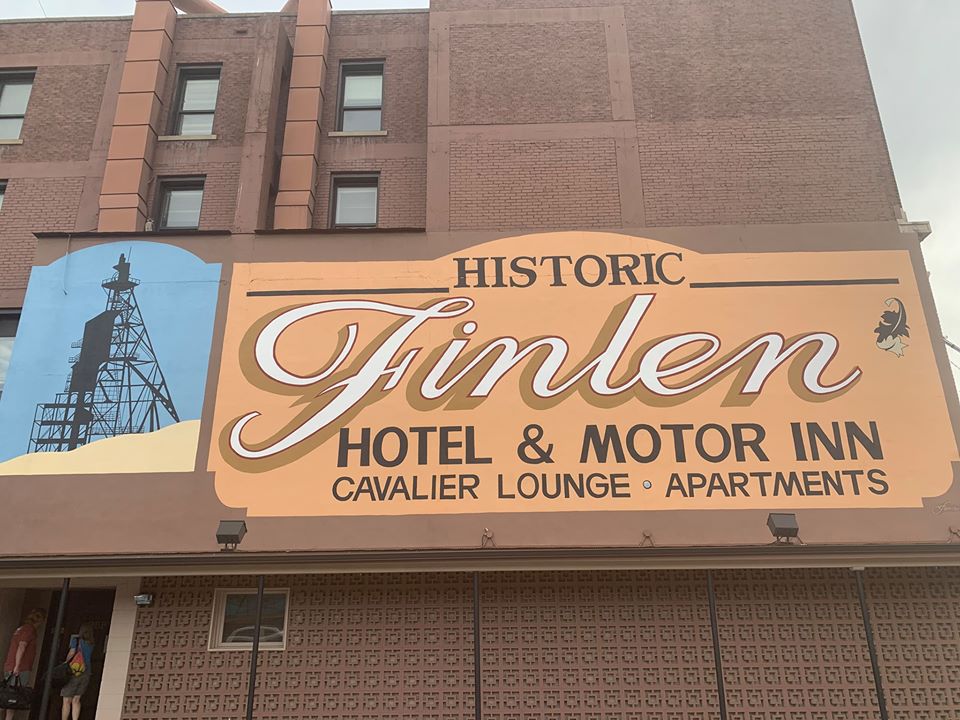 HISTORIC
Finlen
HOTEL & MOTOR INN
CAVALIER LOUNGE · APARTMENTS